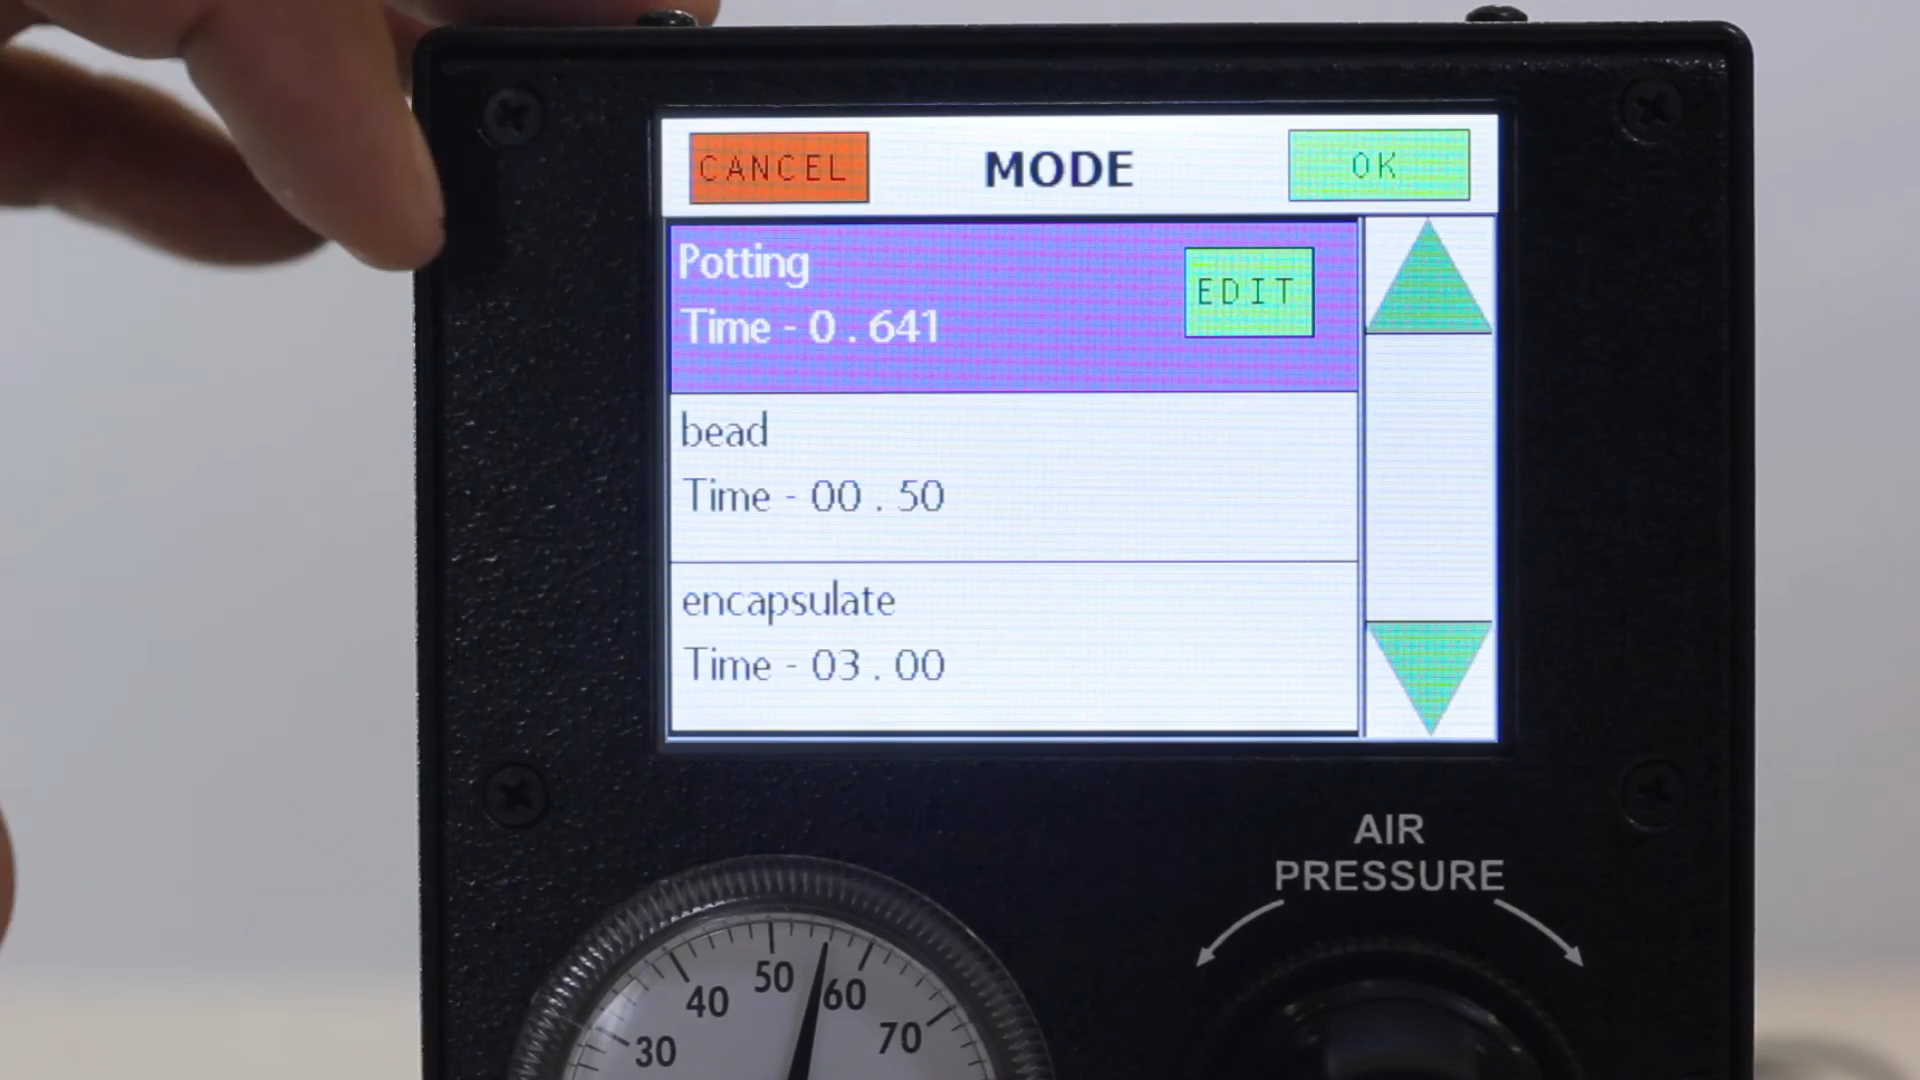 CANCEL
MODE
OK
Potting
EDIT
Time - 0 . 641
bead
Time - 00 . 50
encapsulate
Time - 03 . 00
AIR
PRESSURE
30
40
50
60
70